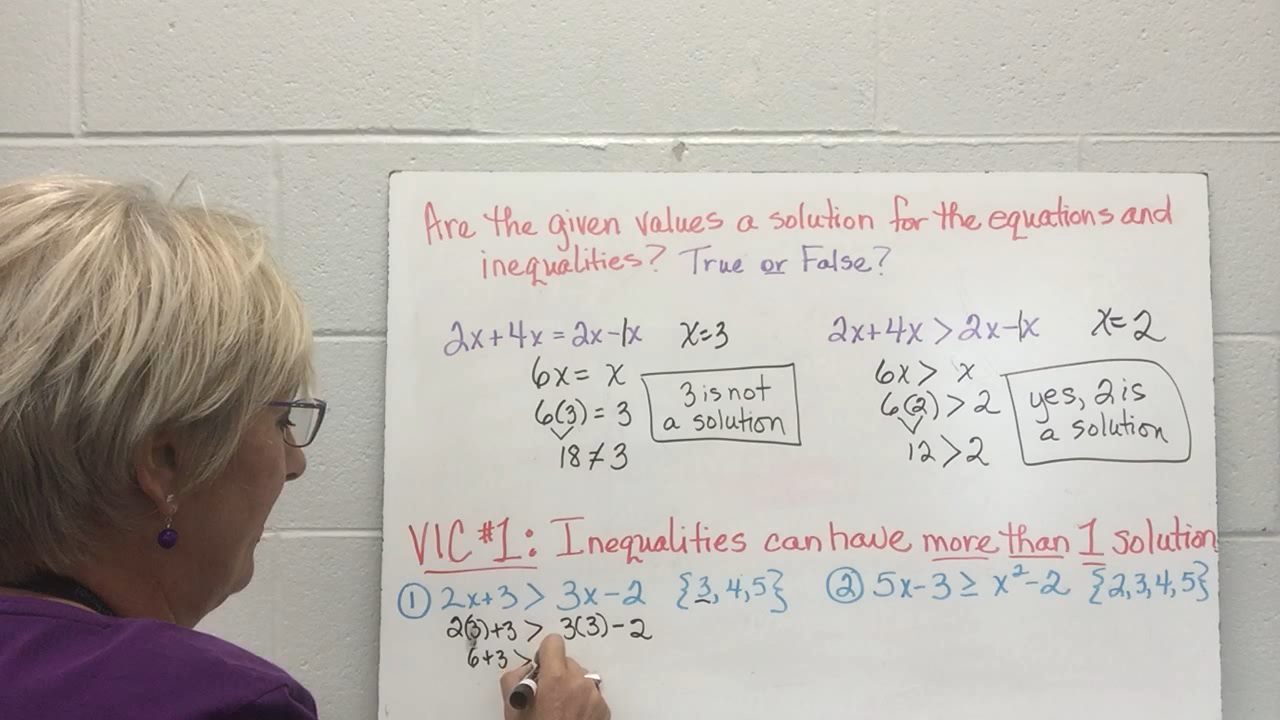 Are the given values a solution for the equations and
inequalities? True or False?
2x+4x = 2x-1x x=3
6x = x
6(3) = 3
18 ≠ 3
3 is not
a solution
2x+4x > 2x-1x x=2
6x > x
6(2) > 2
12 > 2
yes, 2 is
a solution
VIC #1: Inequalities can have more than 1 solution
① 2x+3 > 3x-2 {3,4,5}
2(3)+3 > 3(3)-2
6+3 >
② 5x-3 ≥ x²-2 {2,3,4,5}